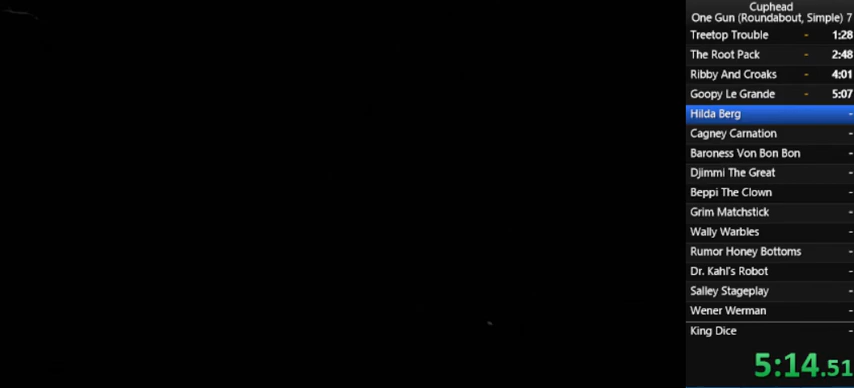 Cuphead
One Gun (Roundabout, Simple) 7
Treetop Trouble - 1:28
The Root Pack - 2:48
Ribby And Croaks - 4:01
Goopy Le Grande - 5:07
Hilda Berg -
Cagney Carnation -
Baroness Von Bon Bon -
Djimmi The Great -
Beppi The Clown -
Grim Matchstick -
Wally Warbles -
Rumor Honey Bottoms -
Dr. Kahl's Robot -
Salley Stageplay -
Wener Werman -
King Dice -
5:14.51